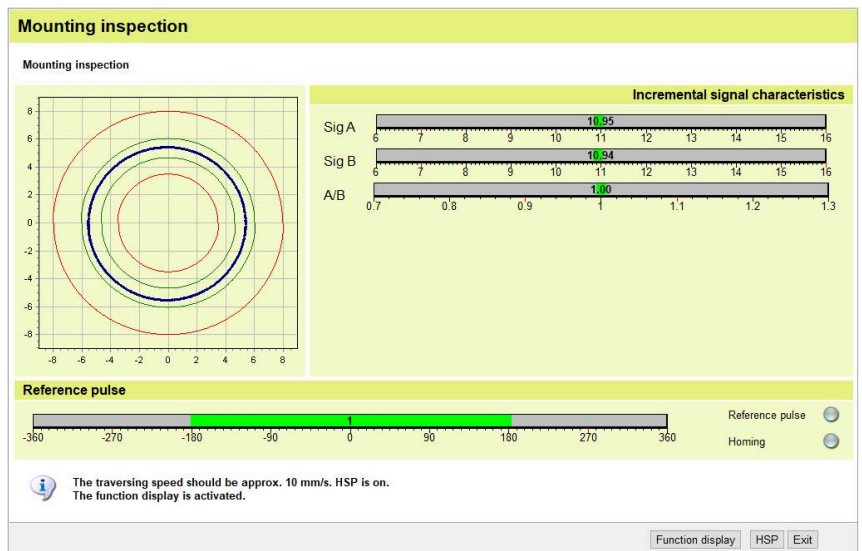 Mounting inspection
Mounting inspection
Incremental signal characteristics
8
6
4
2
0
-2
-4
-6
-8
-8 -6 -4 -2 0 2 4 6 8
Sig A
10.95
6 7 8 9 10 11 12 13 14 15 16
Sig B
10.94
6 7 8 9 10 11 12 13 14 15 16
A/B
1.00
0.7 0.8 0.9 1 1.1 1.2 1.3
Reference pulse
1
-360 -270 -180 -90 0 90 180 270 360
Reference pulse
Homing
The traversing speed should be approx. 10 mm/s. HSP is on.
The function display is activated.
Function display HSP Exit